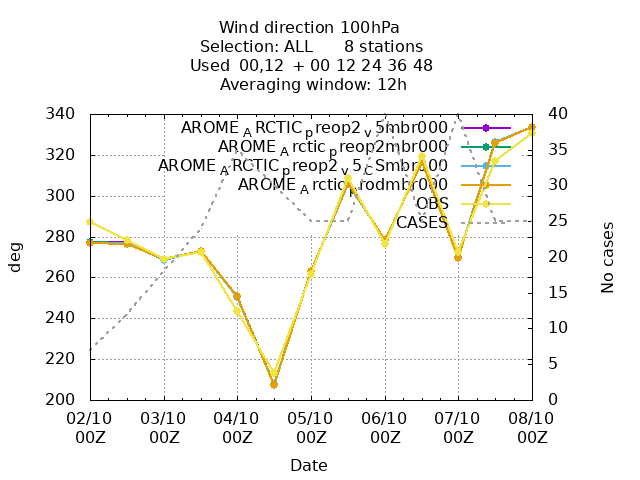 Wind direction 100hPa
Selection: ALL 8 stations
Used 00,12 + 00 12 24 36 48
Averaging window: 12h
AROME_ARCTIC_preop2_v_5mbr000
AROME_Arctic_preop2mbr000
AROME_ARCTIC_preop2_v5_CSmbr000
AROME_Arctic_prodmbr000
OBS
CASES
340
320
300
280
260
240
220
200
deg
40
35
30
25
20
15
10
5
0
No cases
02/10 03/10 04/10 05/10 06/10 07/10 08/10
00Z 00Z 00Z 00Z 00Z 00Z 00Z
Date